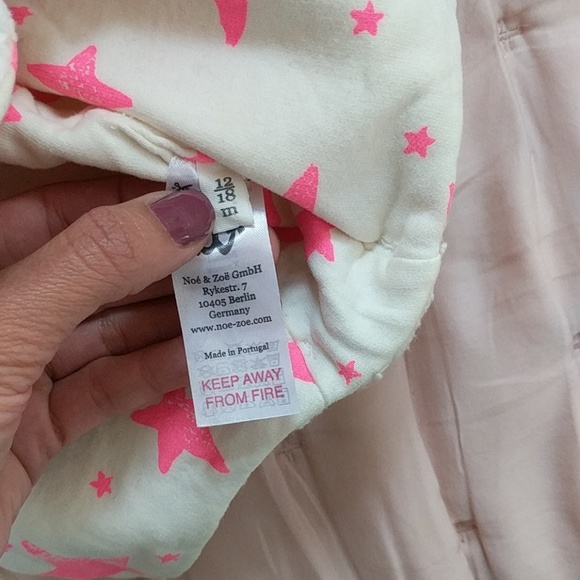 12
18
m
Noé & Zoë GmbH
Rykestr. 7
10405 Berlin
Germany
www.noe-zoe.com
Made in Portugal
KEEP AWAY
FROM FIRE